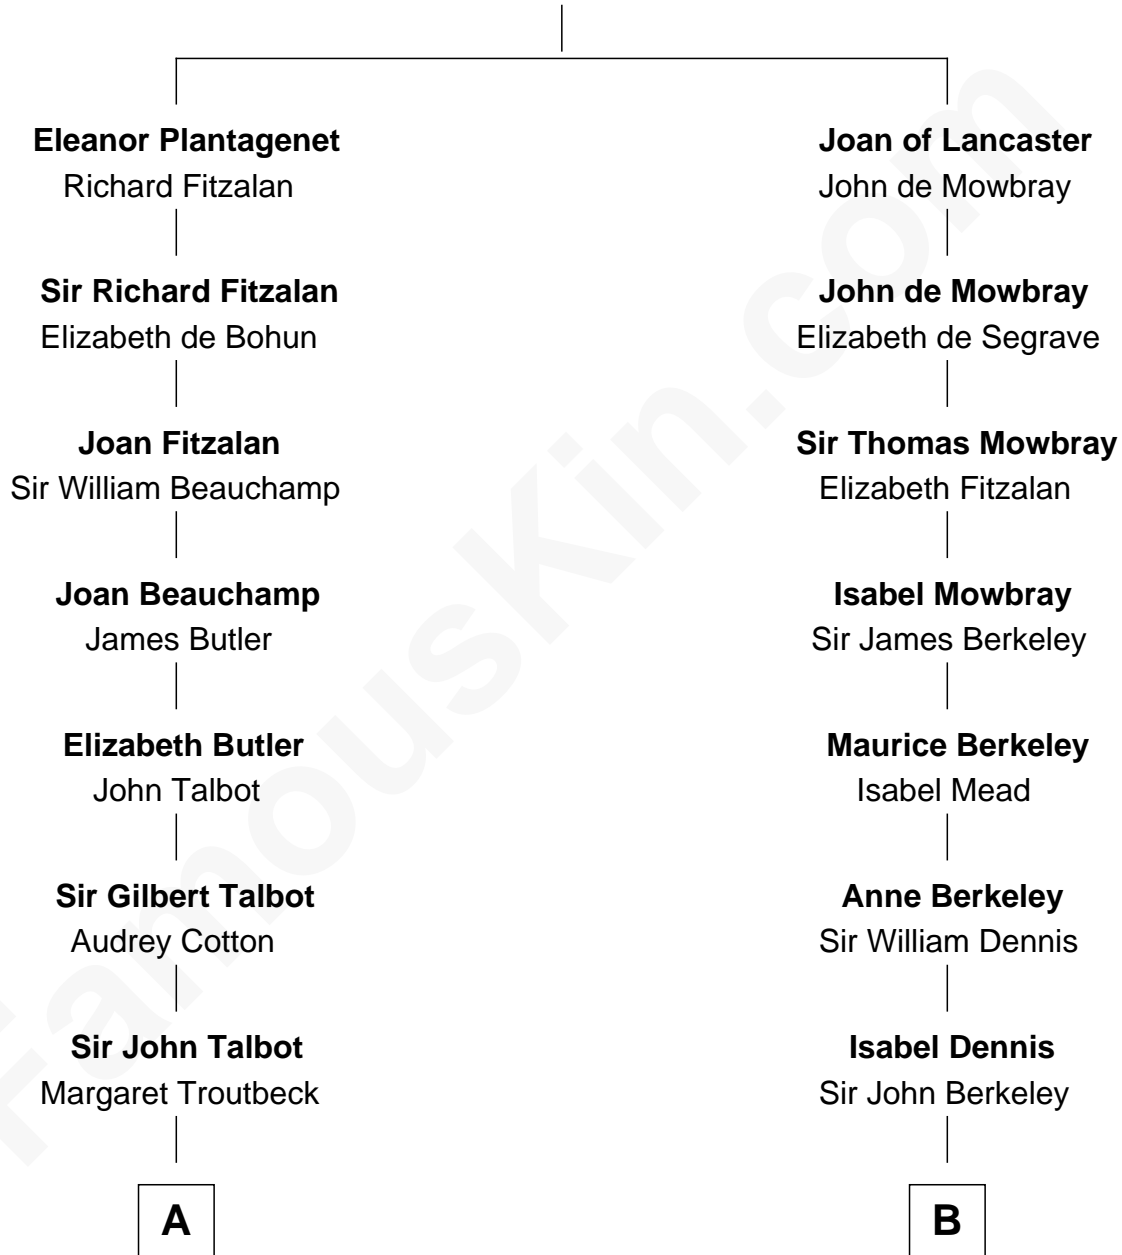 Eleanor Plantagenet
Richard Fitzalan
Sir Richard Fitzalan
Elizabeth de Bohun
Joan Fitzalan
Sir William Beauchamp
Joan Beauchamp
James Butler
Elizabeth Butler
John Talbot
Sir Gilbert Talbot
Audrey Cotton
Sir John Talbot
Margaret Troutbeck
A
Joan of Lancaster
John de Mowbray
John de Mowbray
Elizabeth de Segrave
Sir Thomas Mowbray
Elizabeth Fitzalan
Isabel Mowbray
Sir James Berkeley
Maurice Berkeley
Isabel Mead
Anne Berkeley
Sir William Dennis
Isabel Dennis
Sir John Berkeley
B
FamousKin.com